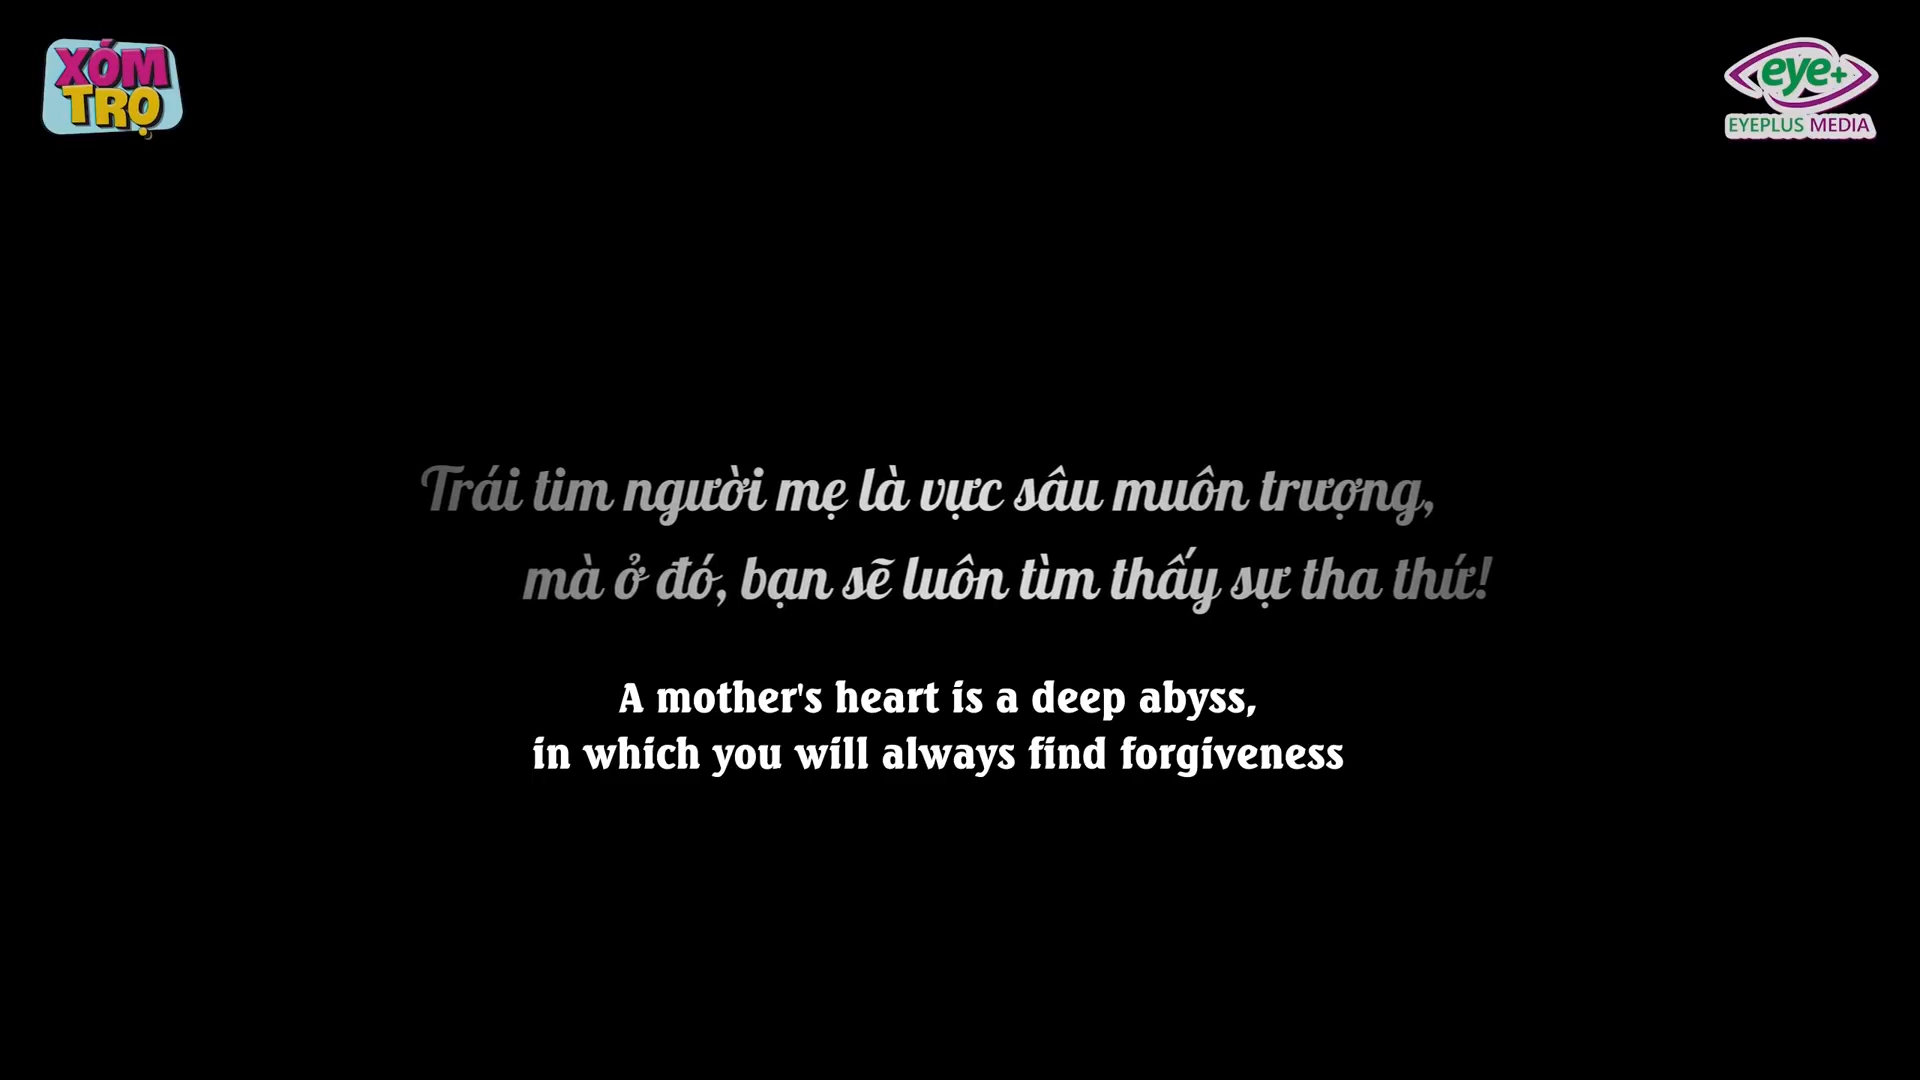 XÓM
TRỌ
eye+
EYEPLUS MEDIA
Trái tim người mẹ là vực sâu muôn trượng,
mà ở đó, bạn sẽ luôn tìm thấy sự tha thứ!
A mother's heart is a deep abyss,
in which you will always find forgiveness